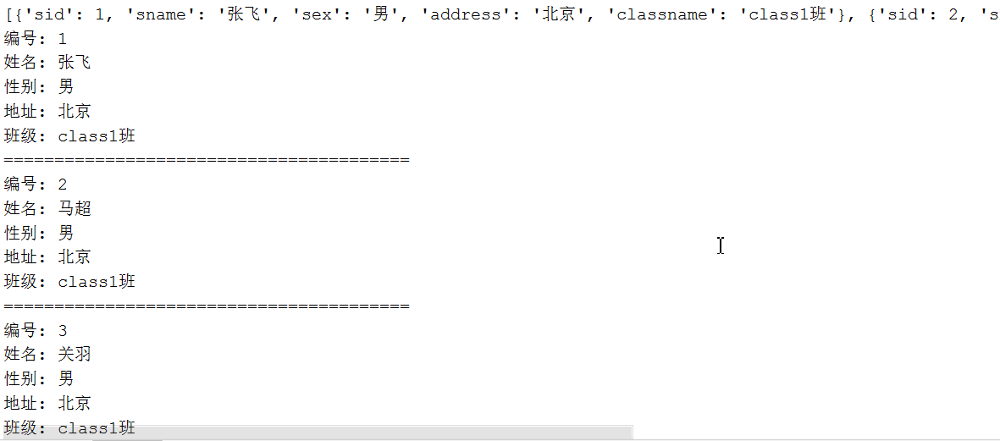 [{'sid': 1, 'sname': '张飞', 'sex': '男', 'address': '北京', 'classname': 'class1班'}, {'sid': 2, 's
编号: 1
姓名: 张飞
性别: 男
地址: 北京
班级: class1班
========================================
编号: 2
姓名: 马超
性别: 男
地址: 北京
班级: class1班
========================================
编号: 3
姓名: 关羽
性别: 男
地址: 北京
班级: class1班